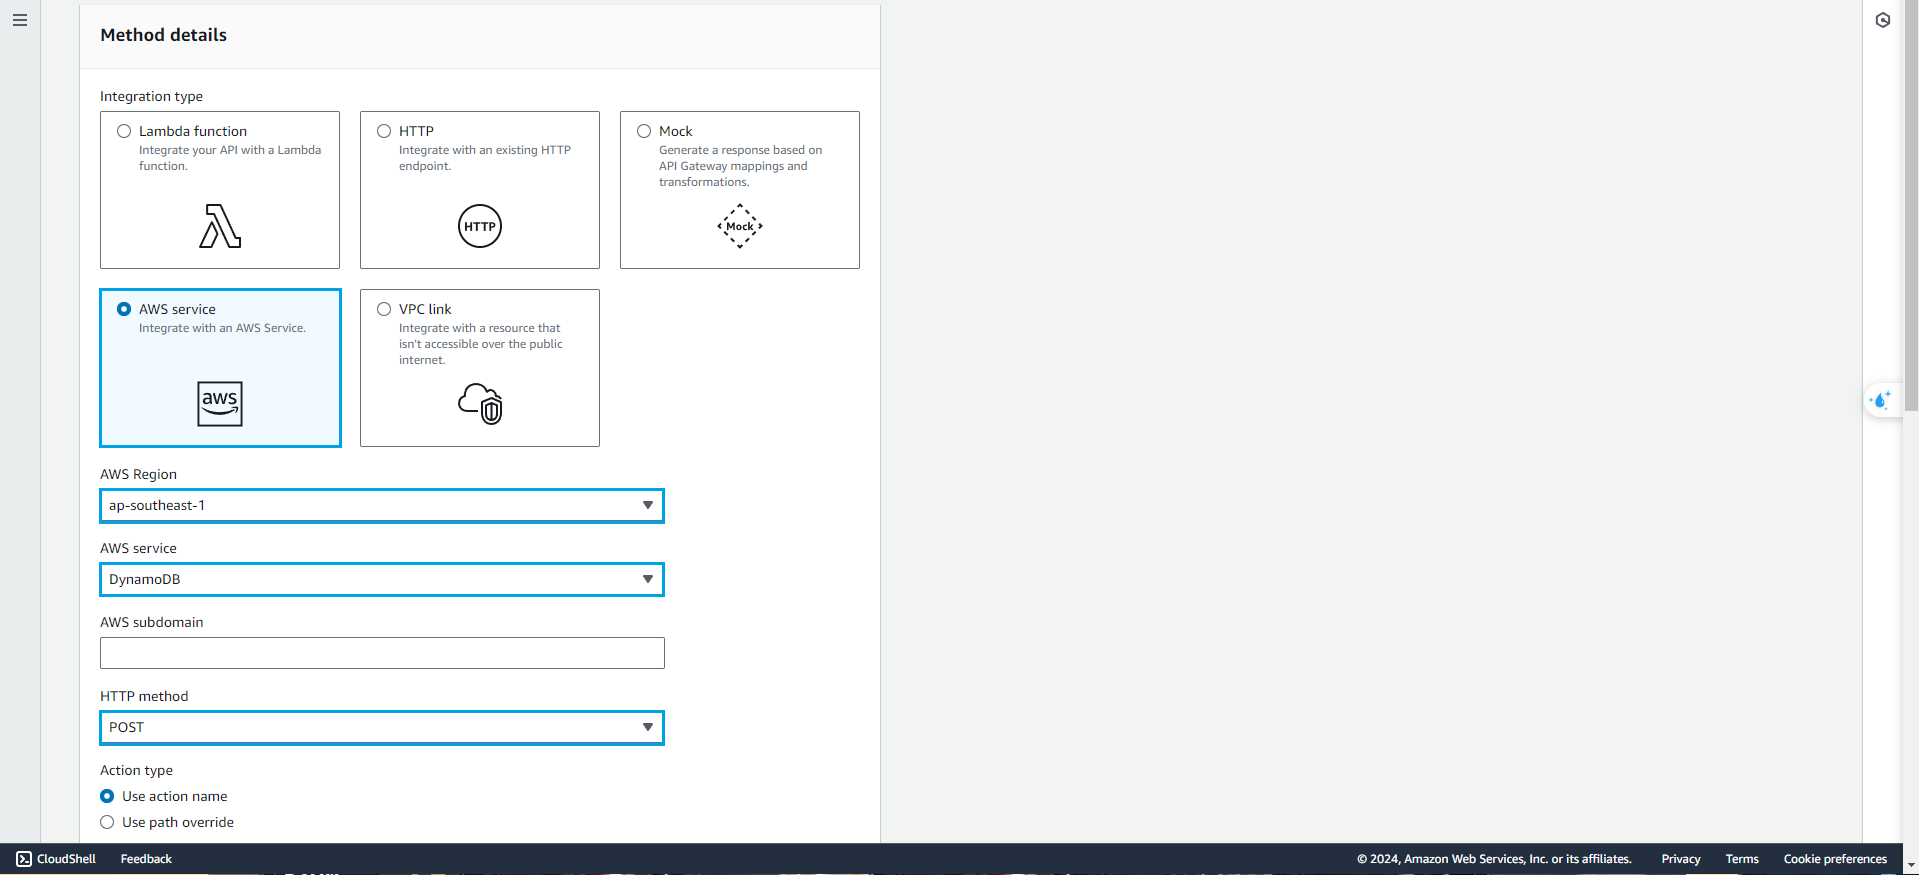 Method details
Integration type
Lambda function
Integrate your API with a Lambda
function.
HTTP
Integrate with an existing HTTP
endpoint.
HTTP
Mock
Generate a response based on
API Gateway mappings and
transformations.
Mock
AWS service
Integrate with an AWS Service.
aws
VPC link
Integrate with a resource that
isn't accessible over the public
internet.
AWS Region
ap-southeast-1
AWS service
DynamoDB
AWS subdomain
HTTP method
POST
Action type
Use action name
Use path override
CloudShell
Feedback
© 2024, Amazon Web Services, Inc. or its affiliates.
Privacy
Terms
Cookie preferences